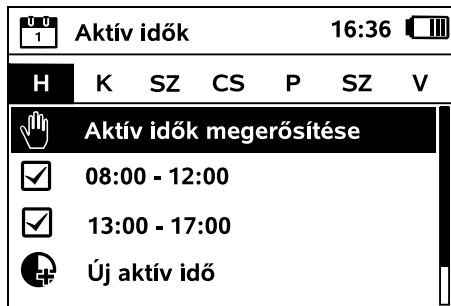 1 Aktív idők 16:36
H K SZ CS P SZ V
Aktív idők megerősítése
08:00 - 12:00
13:00 - 17:00
Új aktív idő